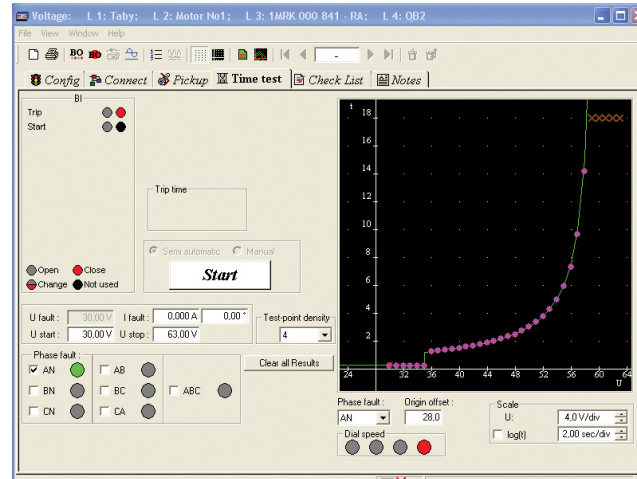 Voltage: L 1: Taby; L 2: Motor No1; L 3: 1MRK 000 841 - RA; L 4: QB2
File View Window Help
BO
-
Config Connect Pickup Time test Check List Notes
BI
Trip
Start
Trip time
Semi automatic Manual
Start
Open Close
Change Not used
U fault : 30,00 V I fault : 0,000 A 0,00 °
U start : 30,00 V U stop : 63,00 V
Test-point density
4
Phase fault :
AN AB
BN BC ABC
CN CA
Clear all Results
t
18
16
14
12
10
8
6
4
2
24 32 36 40 44 48 52 56 60 64
U
Phase fault : Origin offset :
AN 28,0
Dial speed
Scale
U: 4,0 V/div
log(t) 2,00 sec/div